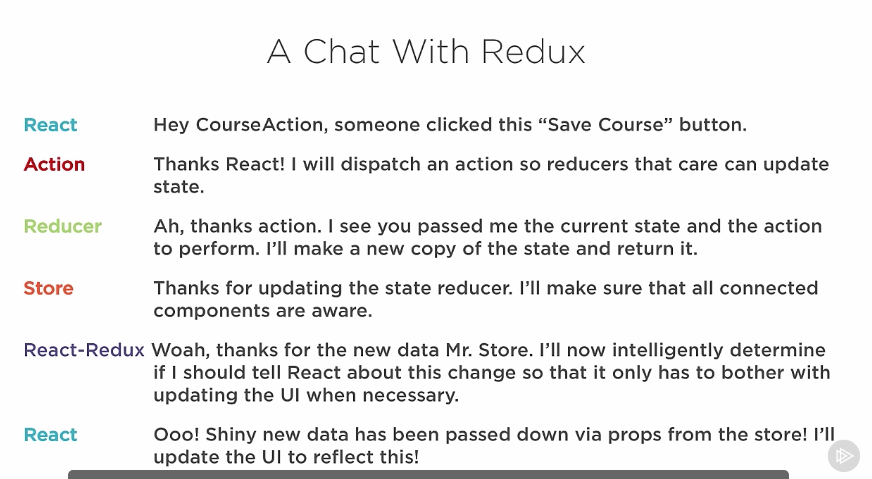 A Chat With Redux
React Hey CourseAction, someone clicked this “Save Course” button.
Action Thanks React! I will dispatch an action so reducers that care can update
state.
Reducer Ah, thanks action. I see you passed me the current state and the action
to perform. I’ll make a new copy of the state and return it.
Store Thanks for updating the state reducer. I’ll make sure that all connected
components are aware.
React-Redux Woah, thanks for the new data Mr. Store. I’ll now intelligently determine
if I should tell React about this change so that it only has to bother with
updating the UI when necessary.
React Ooo! Shiny new data has been passed down via props from the store! I’ll
update the UI to reflect this!